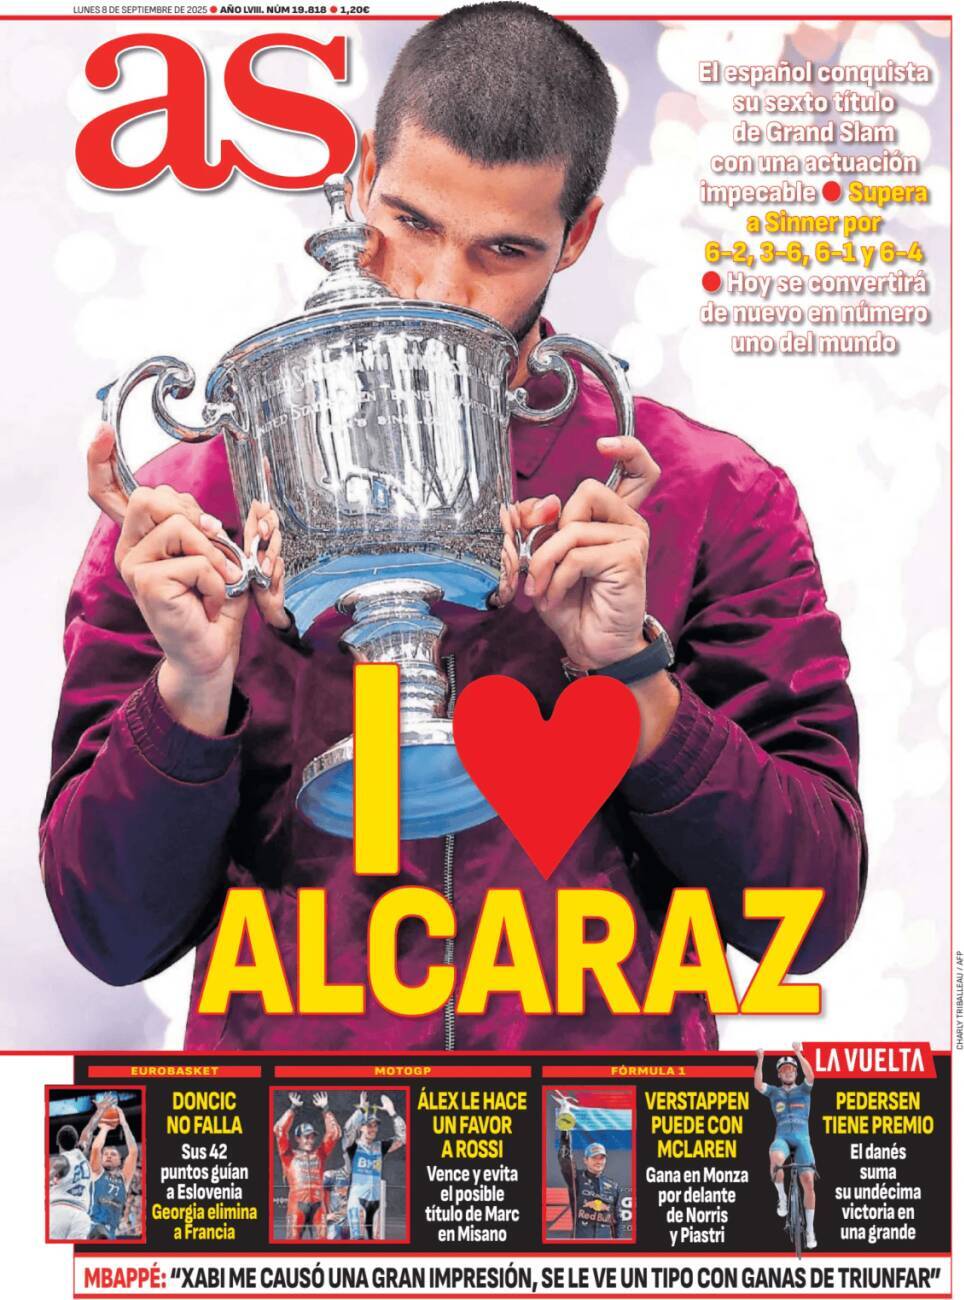 LUNES 8 DE SEPTIEMBRE DE 2025 ● AÑO LVIII. NÚM 19.818 ● 1,20€
as
El español conquista
su sexto título
de Grand Slam
con una actuación
impecable ● Supera
a Sinner por
6-2, 3-6, 6-1 y 6-4
● Hoy se convertirá
de nuevo en número
uno del mundo
I ♥
ALCARAZ
CHARLY TRIBALLEAU / AFP
EUROBASKET
DONCIC
NO FALLA
Sus 42
puntos guían
a Eslovenia
Georgia elimina
a Francia
MOTOGP
ÁLEX LE HACE
UN FAVOR
A ROSSI
Vence y evita
el posible
título de Marc
en Misano
FÓRMULA 1
VERSTAPPEN
PUEDE CON
MCLAREN
Gana en Monza
por delante
de Norris
y Piastri
LA VUELTA
PEDERSEN
TIENE PREMIO
El danés
suma
su undécima
victoria en
una grande
MBAPPÉ: “XABI ME CAUSÓ UNA GRAN IMPRESIÓN, SE LE VE UN TIPO CON GANAS DE TRIUNFAR”